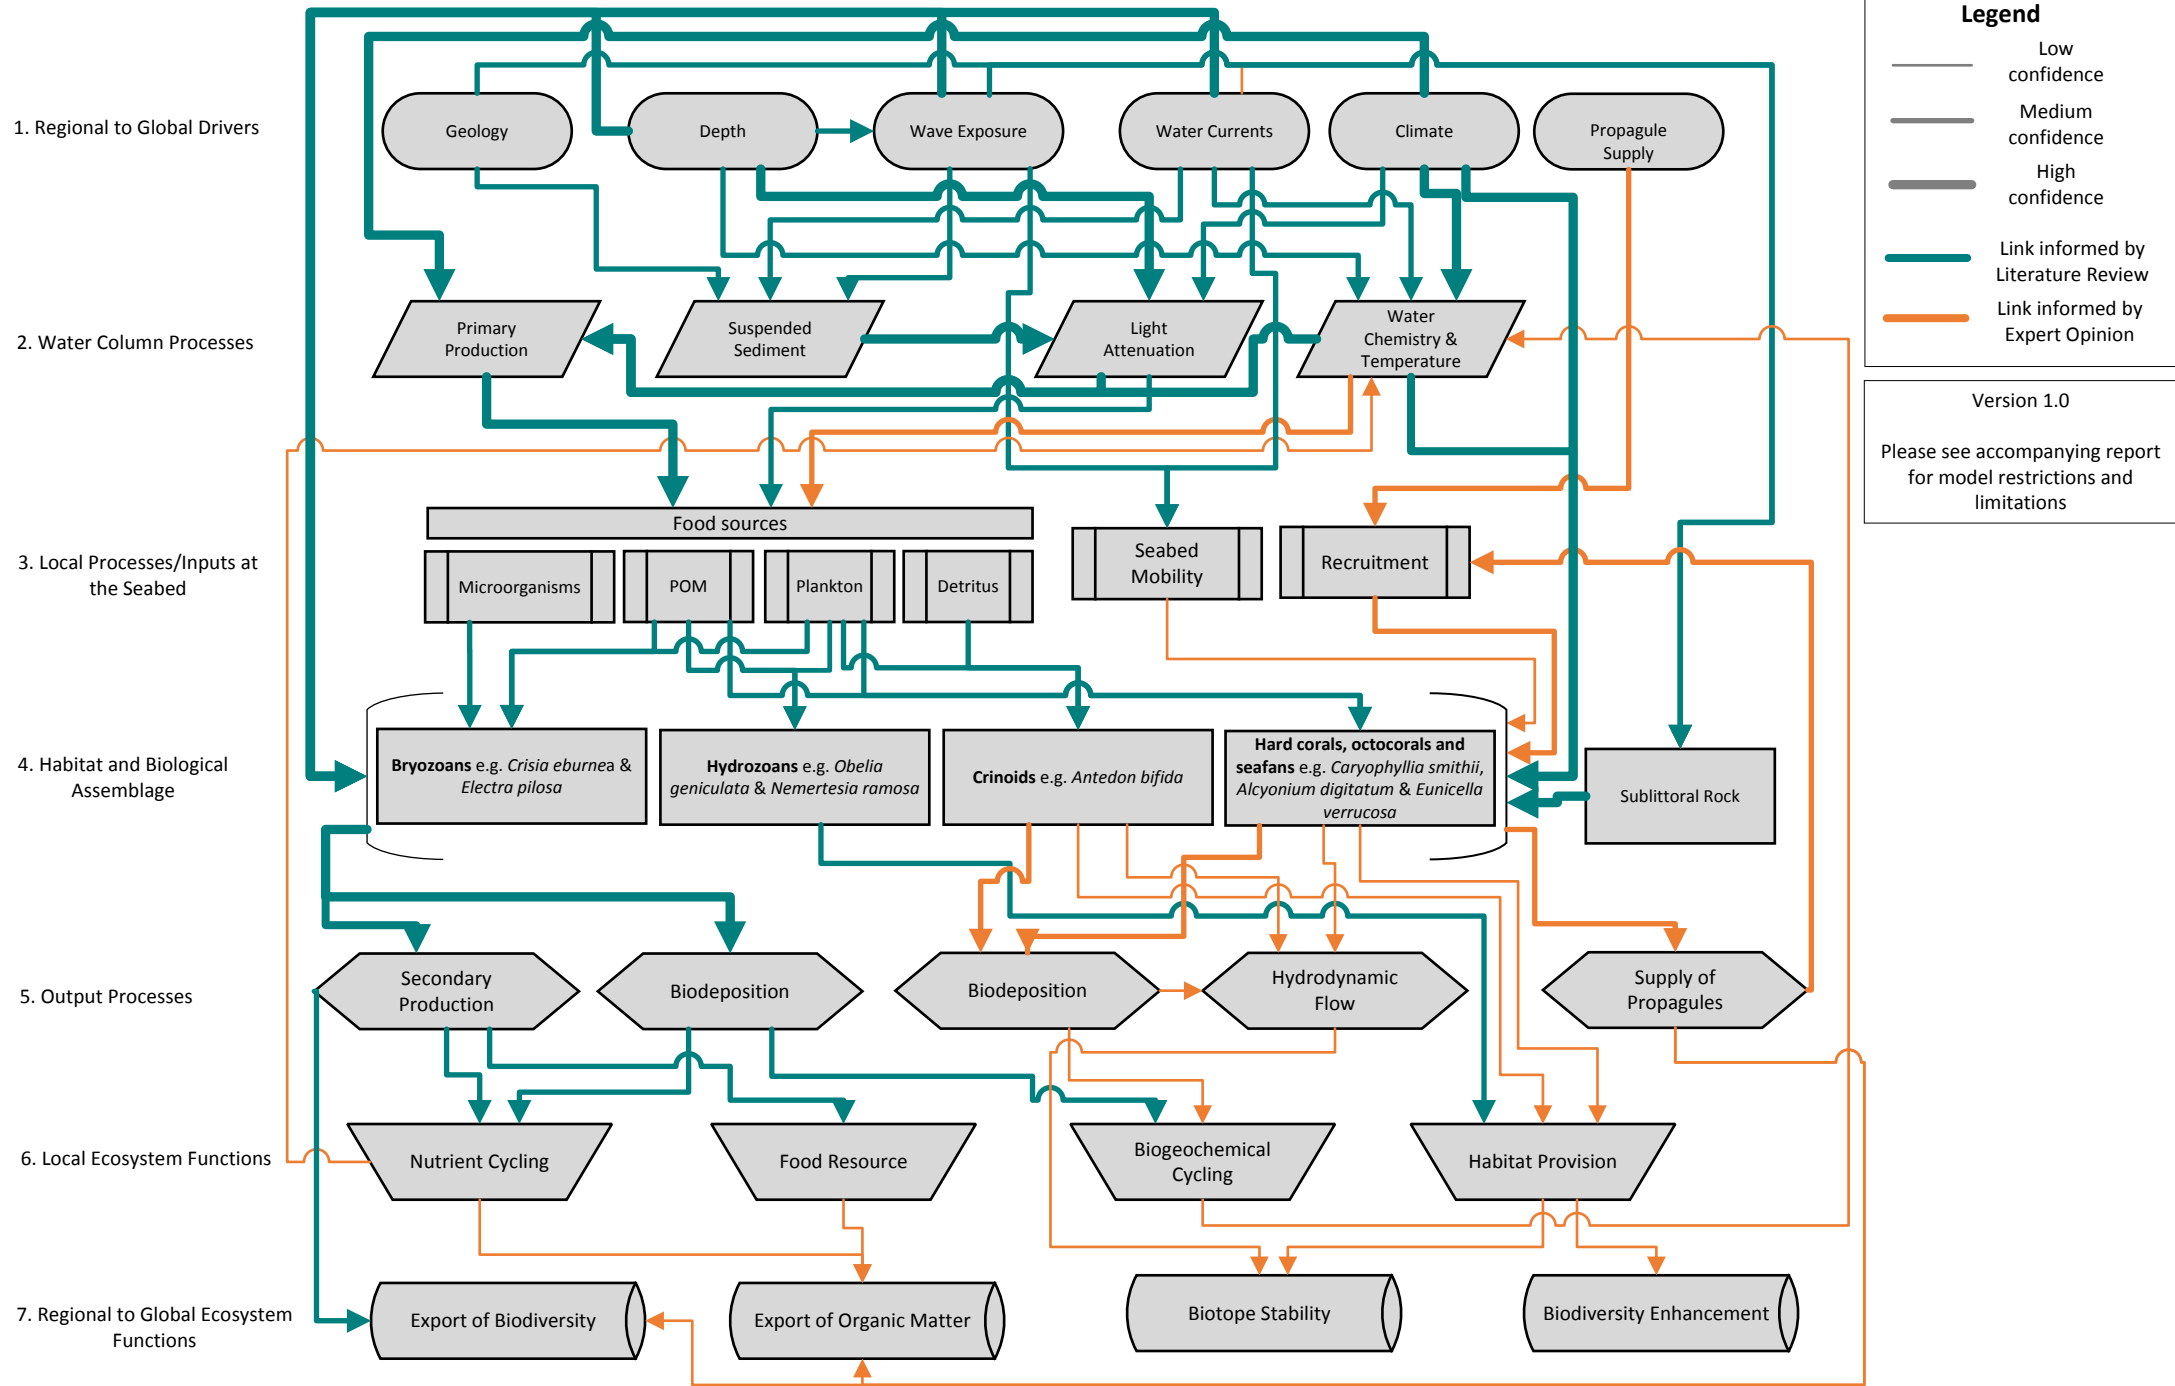 Legend
Low
confidence
Medium
confidence
High
confidence
Link informed by
Literature Review
Link informed by
Expert Opinion
Version 1.0
Please see accompanying report
for model restrictions and
limitations
1. Regional to Global Drivers
Geology
Depth
Wave Exposure
Water Currents
Climate
Propagule
Supply
2. Water Column Processes
Primary
Production
Suspended
Sediment
Light
Attenuation
Water
Chemistry &
Temperature
3. Local Processes/Inputs at
the Seabed
Food sources
Microorganisms
POM
Plankton
Detritus
Seabed
Mobility
Recruitment
4. Habitat and Biological
Assemblage
Bryozoans e.g. Crisia eburnea &
Electra pilosa
Hydrozoans e.g. Obelia
geniculata & Nemertesia ramosa
Crinoids e.g. Antedon bifida
Hard corals, octocorals and
seafans e.g. Caryophyllia smithii,
Alcyonium digitatum & Eunicella
verrucosa
Sublittoral Rock
5. Output Processes
Secondary
Production
Biodeposition
Biodeposition
Hydrodynamic
Flow
Supply of
Propagules
6. Local Ecosystem Functions
Nutrient Cycling
Food Resource
Biogeochemical
Cycling
Habitat Provision
7. Regional to Global Ecosystem
Functions
Export of Biodiversity
Export of Organic Matter
Biotope Stability
Biodiversity Enhancement